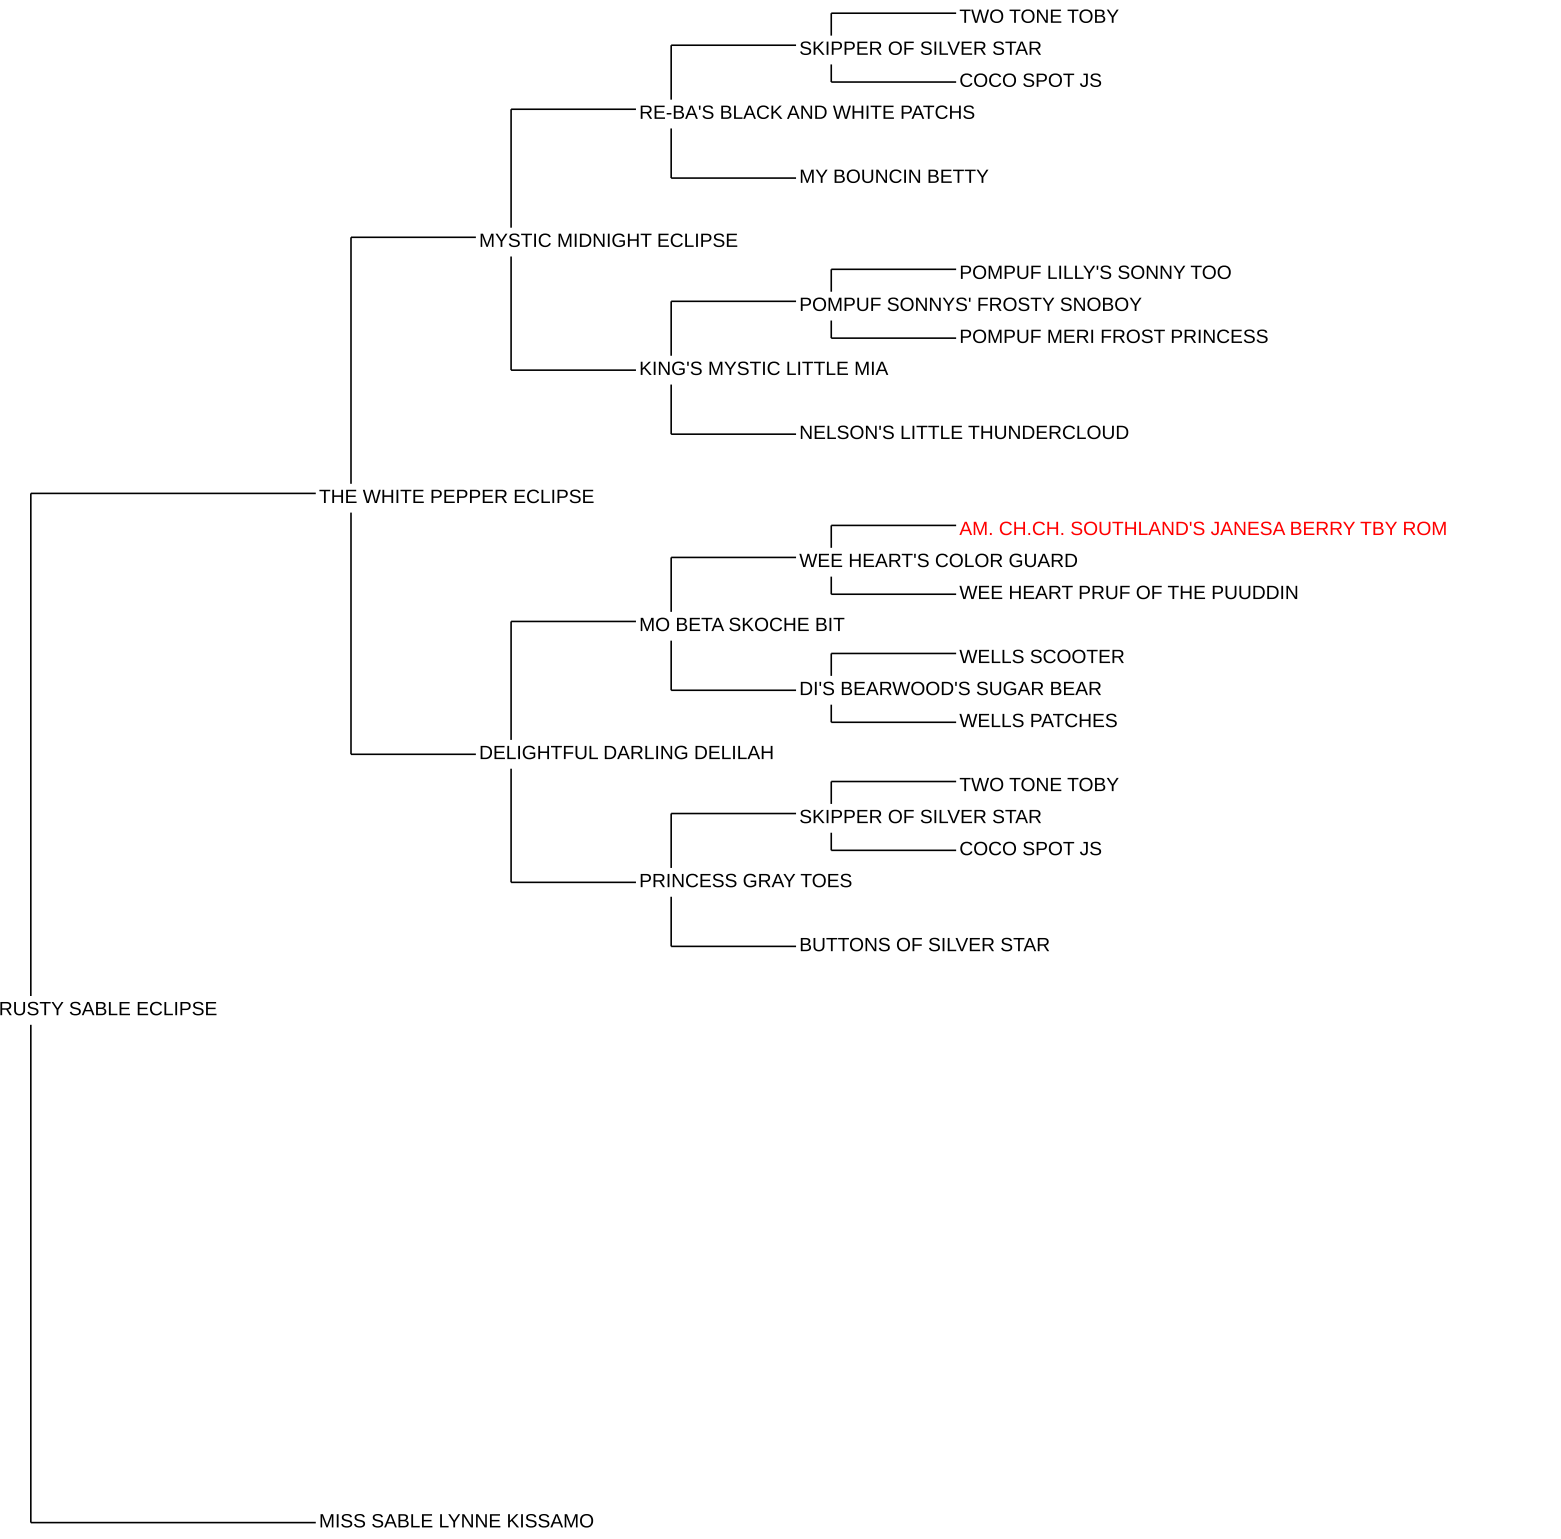 TWO TONE TOBY
SKIPPER OF SILVER STAR
COCO SPOT JS
RE-BA'S BLACK AND WHITE PATCHS
MY BOUNCIN BETTY
MYSTIC MIDNIGHT ECLIPSE
POMPUF LILLY'S SONNY TOO
POMPUF SONNYS' FROSTY SNOBOY
POMPUF MERI FROST PRINCESS
KING'S MYSTIC LITTLE MIA
NELSON'S LITTLE THUNDERCLOUD
THE WHITE PEPPER ECLIPSE
AM. CH.CH. SOUTHLAND'S JANESA BERRY TBY ROM
WEE HEART'S COLOR GUARD
WEE HEART PRUF OF THE PUUDDIN
MO BETA SKOCHE BIT
WELLS SCOOTER
DI'S BEARWOOD'S SUGAR BEAR
WELLS PATCHES
DELIGHTFUL DARLING DELILAH
TWO TONE TOBY
SKIPPER OF SILVER STAR
COCO SPOT JS
PRINCESS GRAY TOES
BUTTONS OF SILVER STAR
RUSTY SABLE ECLIPSE
MISS SABLE LYNNE KISSAMO